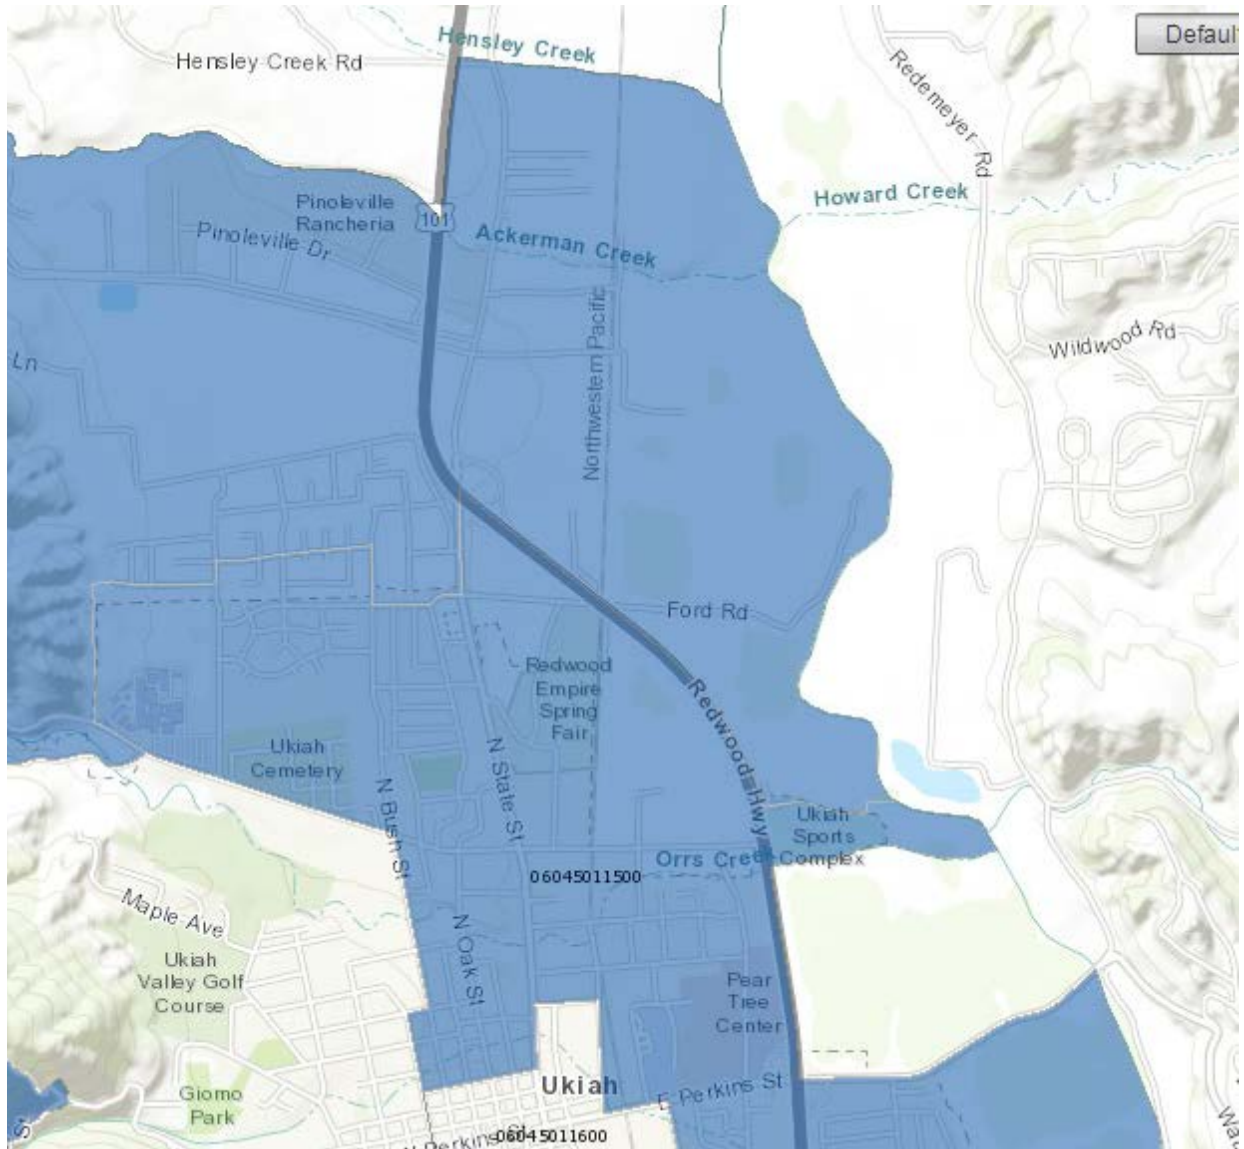 Default
Hensley Creek
Hensley Creek Rd
Redemeyer Rd
Howard Creek
Pinoleville
Rancheria
101
Pinoleville Dr
Ackerman Creek
Northwestern Pacific
Wildwood Rd
Ln
Ford Rd
Redwood
Empire
Spring
Fair
Redwood Hwy
Ukiah
Cemetery
N State St
N Bush St
Ukiah
Sports
Complex
Orrs Creek
06045011500
Maple Ave
N Oak St
Ukiah
Valley Golf
Course
Pear
Tree
Center
Ukiah
E Perkins St
Giorno
Park
06045011600